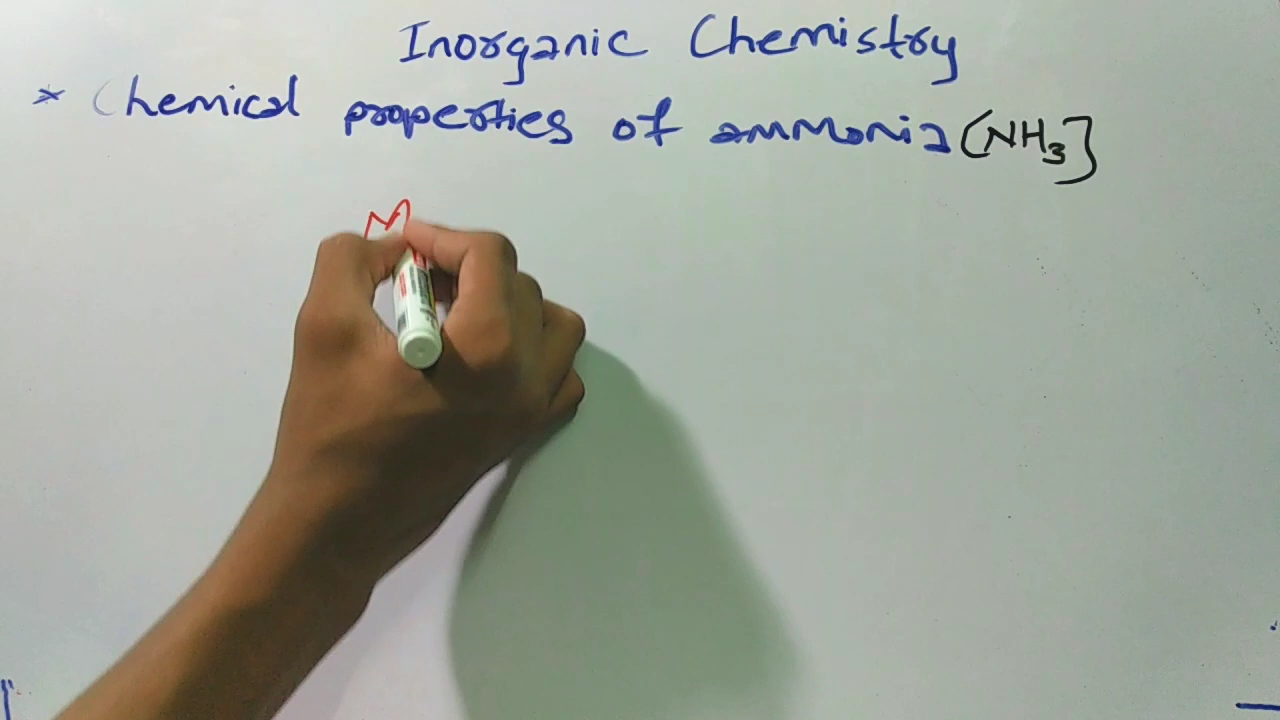 Inorganic Chemistry
* Chemical properties of ammonia (NH3]